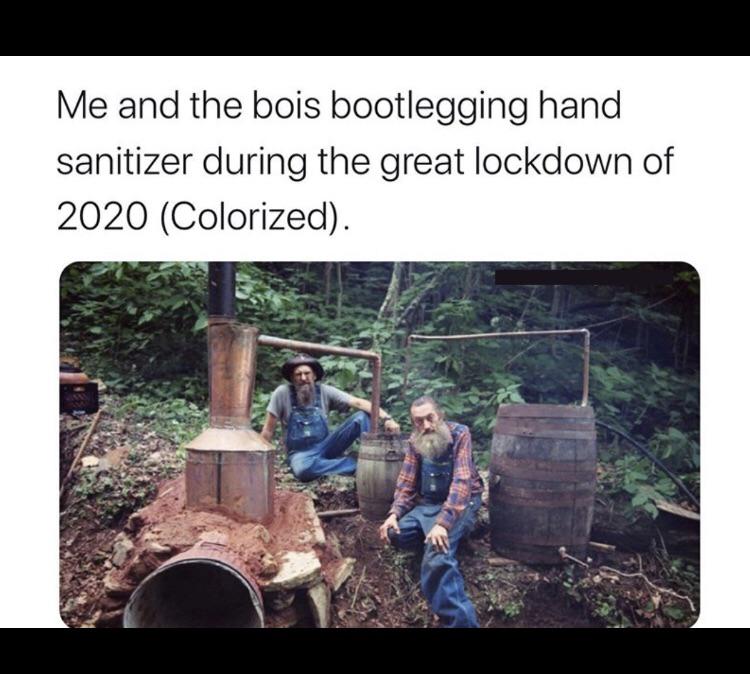 Me and the bois bootlegging hand
sanitizer during the great lockdown of
2020 (Colorized).